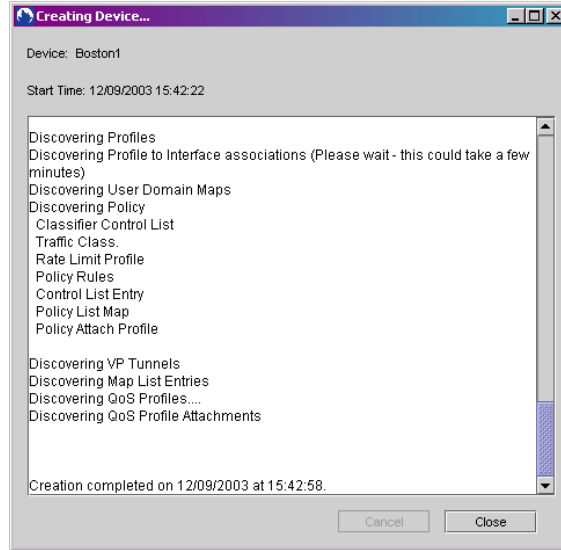 Creating Device...
Device: Boston1
Start Time: 12/09/2003 15:42:22
Discovering Profiles
Discovering Profile to Interface associations (Please wait - this could take a few
minutes)
Discovering User Domain Maps
Discovering Policy
Classifier Control List
Traffic Class.
Rate Limit Profile
Policy Rules
Control List Entry
Policy List Map
Policy Attach Profile
Discovering VP Tunnels
Discovering Map List Entries
Discovering QoS Profiles....
Discovering QoS Profile Attachments
Creation completed on 12/09/2003 at 15:42:58.
Cancel Close